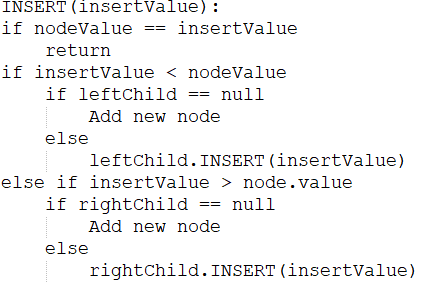 INSERT(insertValue):
if nodeValue == insertValue
    return
if insertValue < nodeValue
    if leftChild == null
        Add new node
    else
        leftChild.INSERT(insertValue)
else if insertValue > node.value
    if rightChild == null
        Add new node
    else
        rightChild.INSERT(insertValue)